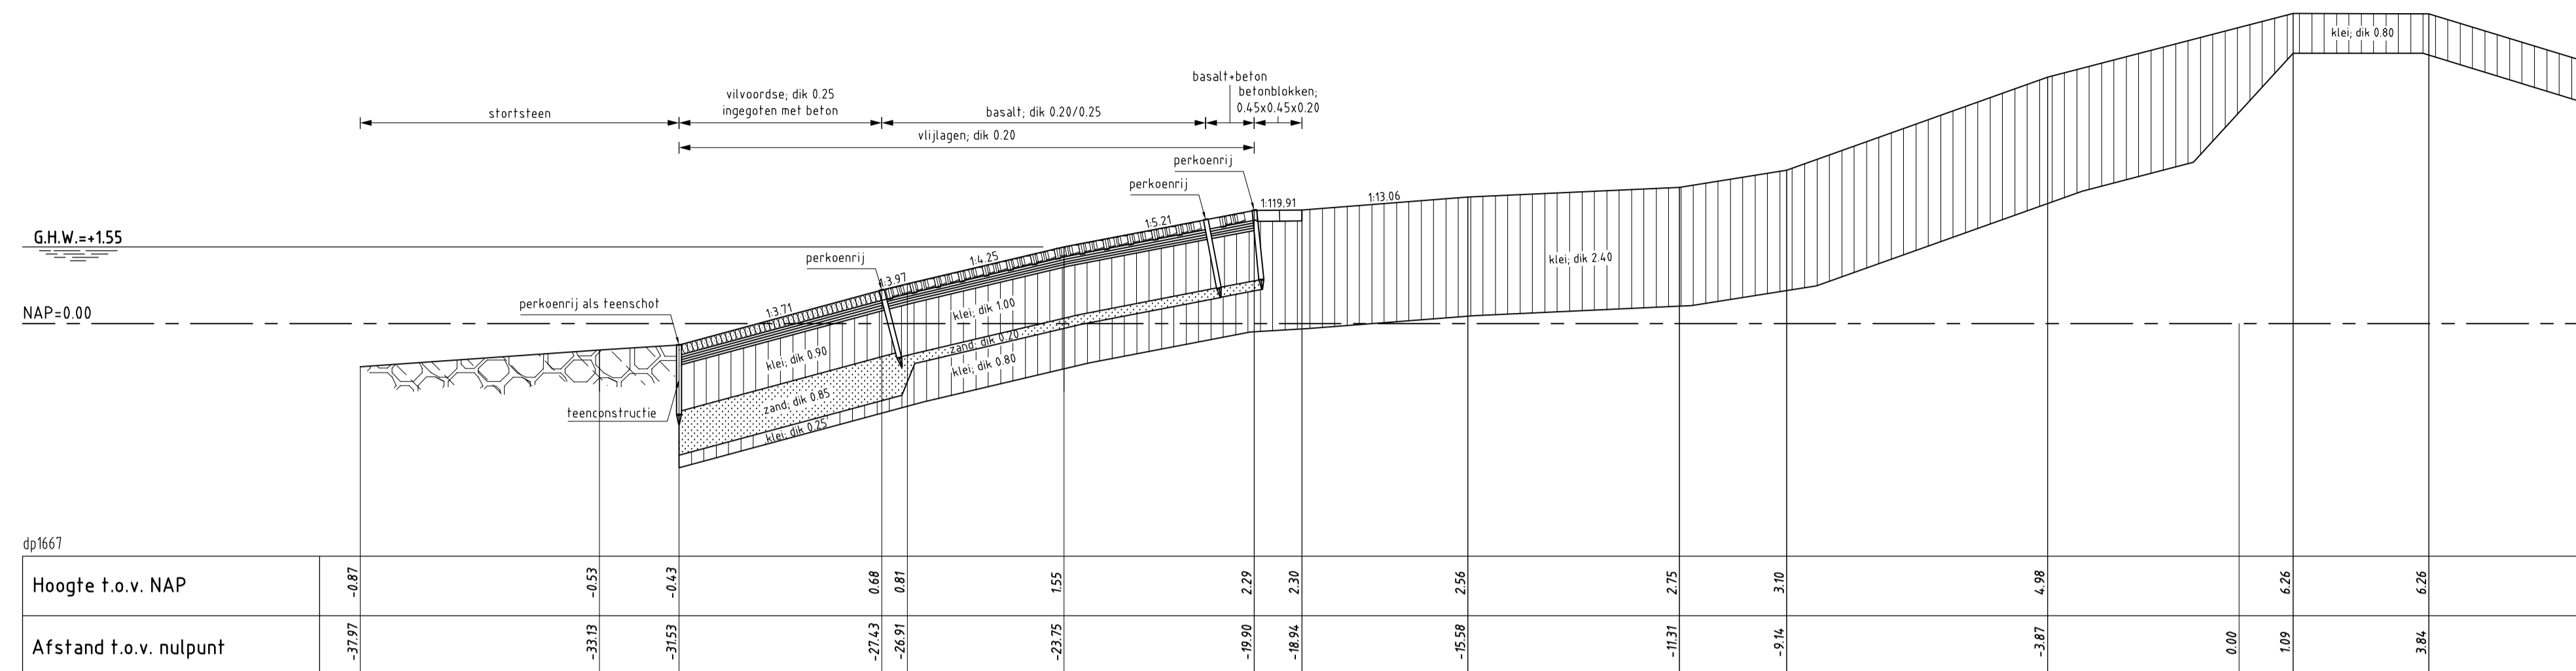 klei; dik 0.80
basalt+beton
betonblokken;
0.45x0.45x0.20
vilvoordse; dik 0.25
ingegoten met beton
stortsteen
basalt; dik 0.20/0.25
vlijlagen; dik 0.20
perkoenrij
perkoenrij
1:119.91
1:13.06
1:5.21
G.H.W.=+1.55
perkoenrij
1:4.25
1:3.97
klei; dik 2.40
perkoenrij als teenschot
1:3.71
klei; dik 1.00
NAP=0.00
zand; dik 0.20
klei; dik 0.90
klei; dik 0.80
zand; dik 0.85
teenconstructie
klei; dik 0.25
dp1667
Hoogte t.o.v. NAP
-0.87
-0.53
-0.43
0.68
0.81
1.55
2.29
2.30
2.56
2.75
3.10
4.98
6.26
6.26
Afstand t.o.v. nulpunt
-37.97
-33.13
-31.53
-27.43
-26.91
-23.75
-19.90
-18.94
-15.58
-11.31
-9.14
-3.87
0.00
1.09
3.84